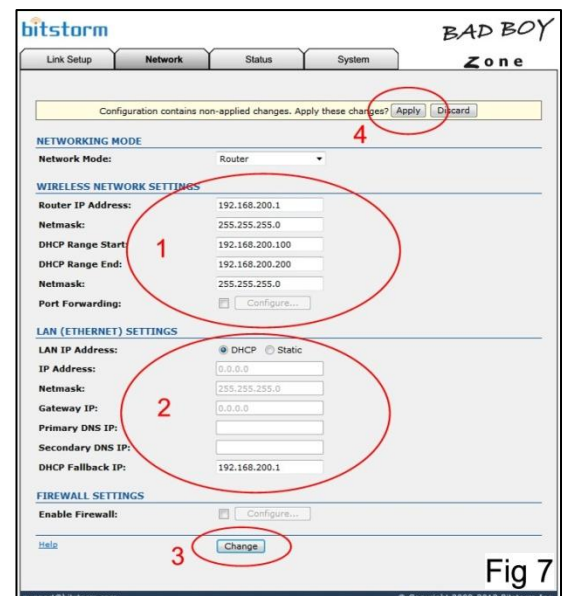 bitstorm
BAD BOY
Zone
Link Setup Network Status System
Configuration contains non-applied changes. Apply these changes? Apply Discard
4
NETWORKING MODE
Network Mode: Router
WIRELESS NETWORK SETTINGS
Router IP Address: 192.168.200.1
Netmask: 255.255.255.0
DHCP Range Start: 192.168.200.100
1
DHCP Range End: 192.168.200.200
Netmask: 255.255.255.0
Port Forwarding: Configure...
LAN (ETHERNET) SETTINGS
LAN IP Address: DHCP Static
IP Address: 0.0.0.0
Netmask: 255.255.255.0
2
Gateway IP: 0.0.0.0
Primary DNS IP:
Secondary DNS IP:
DHCP Fallback IP: 192.168.200.1
FIREWALL SETTINGS
Enable Firewall: Configure...
Help 3 Change
Fig 7